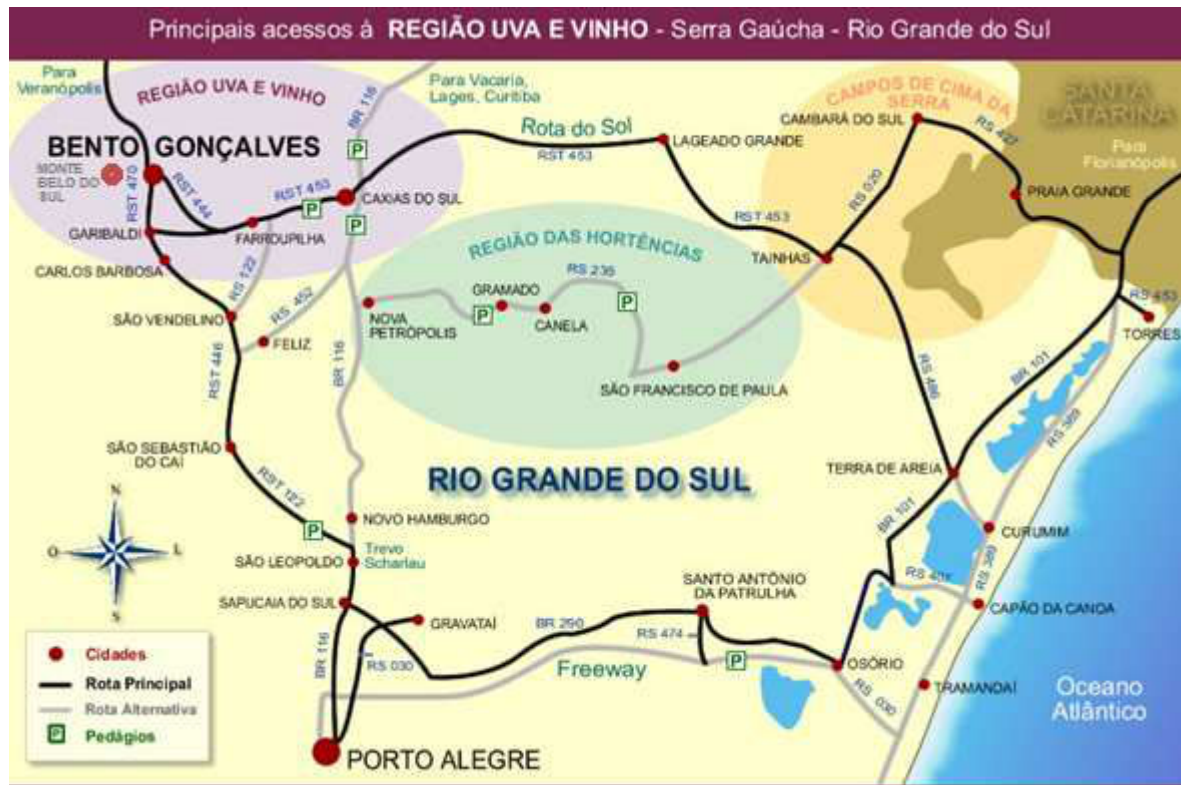 Principais acessos á REGIÃO UVA E VINHO - Serra Gaúcha - Rio Grande do Sul
Para
Veranópolis
REGIÃO UVA E VINHO
BR 116
Para Vacaria,
Lages, Curitiba
CAMPOS DE CIMA DA
SERRA
SANTA
CATARINA
Para
Florianópolis
BENTO GONÇALVES
MONTE
BELO DO
SUL
RST 470
RST 444
RST 453
P
P
P
CAXIAS DO SUL
GARIBALDI
FARROUPILHA
CARLOS BARBOSA
Rota do Sol
RST 453
LAGEADO GRANDE
RST 453
CAMBARÁ DO SUL
RS 020
RS 427
PRAIA GRANDE
TAINHAS
RS 122
RS 452
SÃO VENDELINO
FELIZ
RST 446
BR 116
REGIÃO DAS HORTÊNCIAS
RS 235
NOVA
PETRÓPOLIS
GRAMADO
P
CANELA
P
SÃO FRANCISCO DE PAULA
RS 486
BR 101
RS 453
TORRES
RS 389
SÃO SEBASTIÃO
DO CAÍ
RST 122
P
RIO GRANDE DO SUL
TERRA DE AREIA
BR 101
CURUMIM
RS 389
RS 407
CAPÃO DA CANOA
NOVO HAMBURGO
SÃO LEOPOLDO
Trevo
Scharlau
SAPUCAIA DO SUL
GRAVATAÍ
BR 116
RS 030
BR 290
SANTO ANTÔNIO
DA PATRULHA
RS 474
Freeway
P
OSÓRIO
RS 030
TRAMANDAÍ
Oceano
Atlântico
PORTO ALEGRE
N
O
L
S
Cidades
Rota Principal
Rota Alternativa
P Pedágios